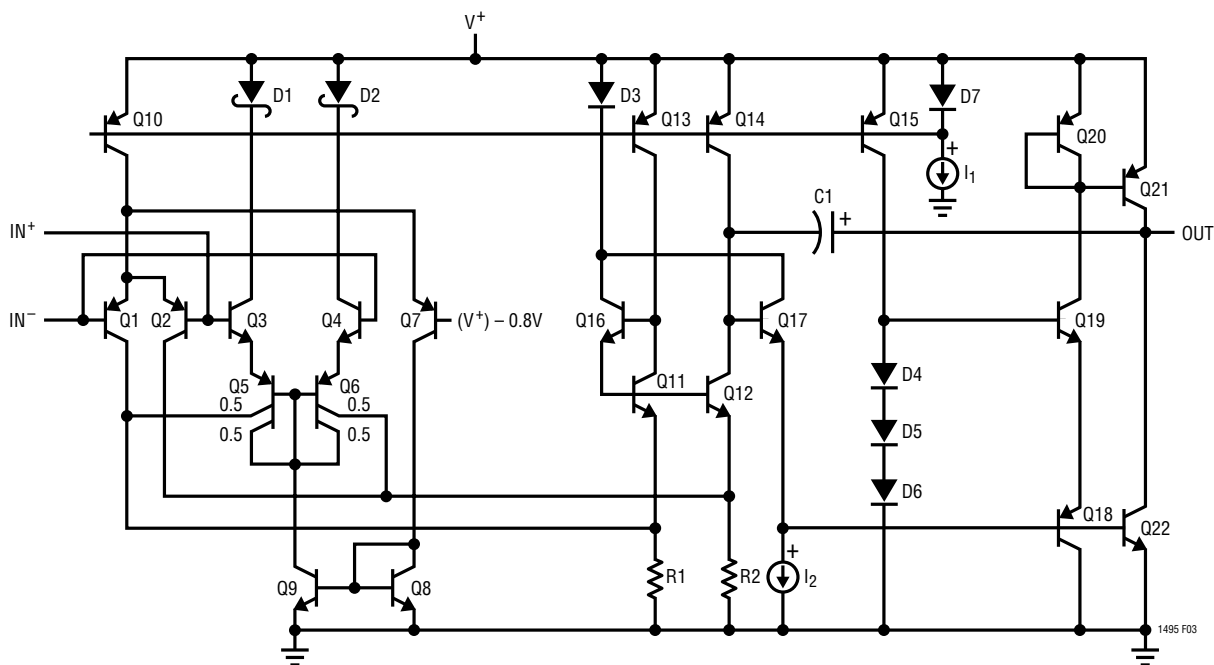 V+
D1
D2
D3
D7
Q10
Q13
Q14
Q15
Q20
+
I1
Q21
C1
+
IN+
OUT
IN−
Q1
Q2
Q3
Q4
Q7
(V+) – 0.8V
Q16
Q17
Q19
Q5
Q6
Q11
Q12
D4
0.5
0.5
0.5
0.5
D5
D6
Q18
Q22
+
Q9
Q8
R1
R2
I2
1495 F03